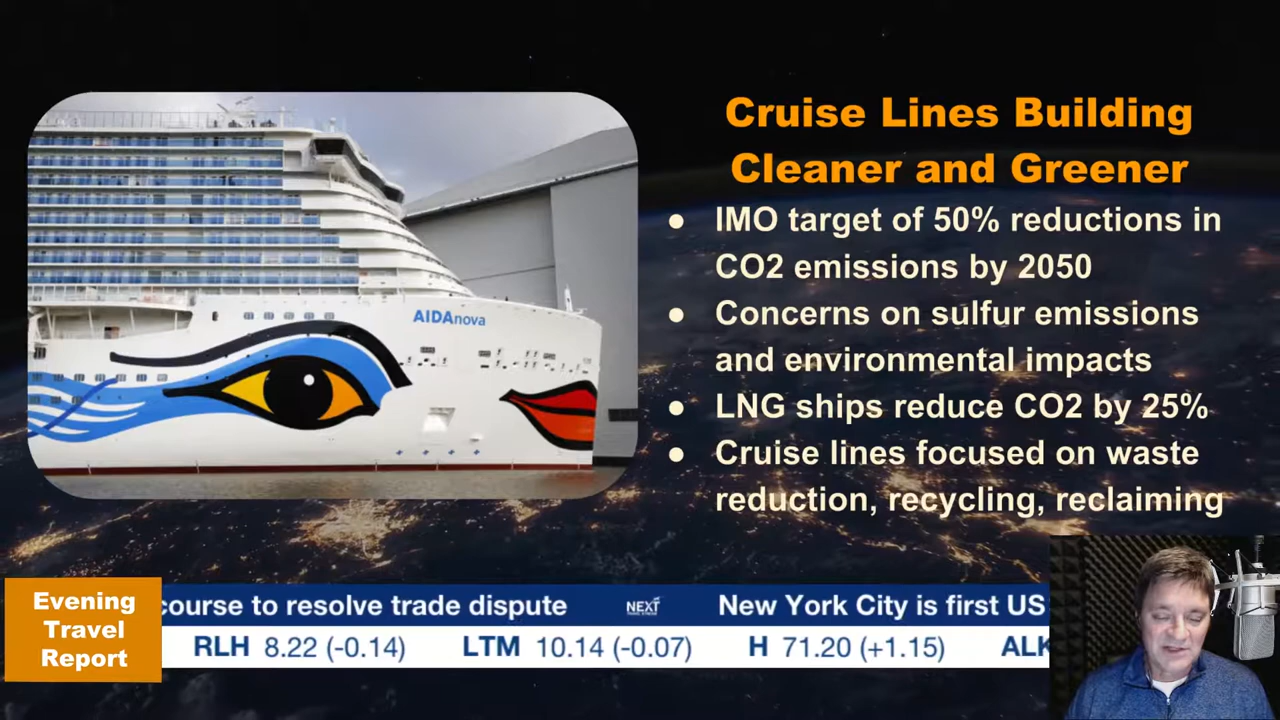 Cruise Lines Building
Cleaner and Greener
● IMO target of 50% reductions in
CO2 emissions by 2050
● Concerns on sulfur emissions
and environmental impacts
● LNG ships reduce CO2 by 25%
● Cruise lines focused on waste
reduction, recycling, reclaiming
AIDAnova
Evening
Travel
Report
course to resolve trade dispute NEXT New York City is first US
RLH 8.22 (-0.14) LTM 10.14 (-0.07) H 71.20 (+1.15) ALK